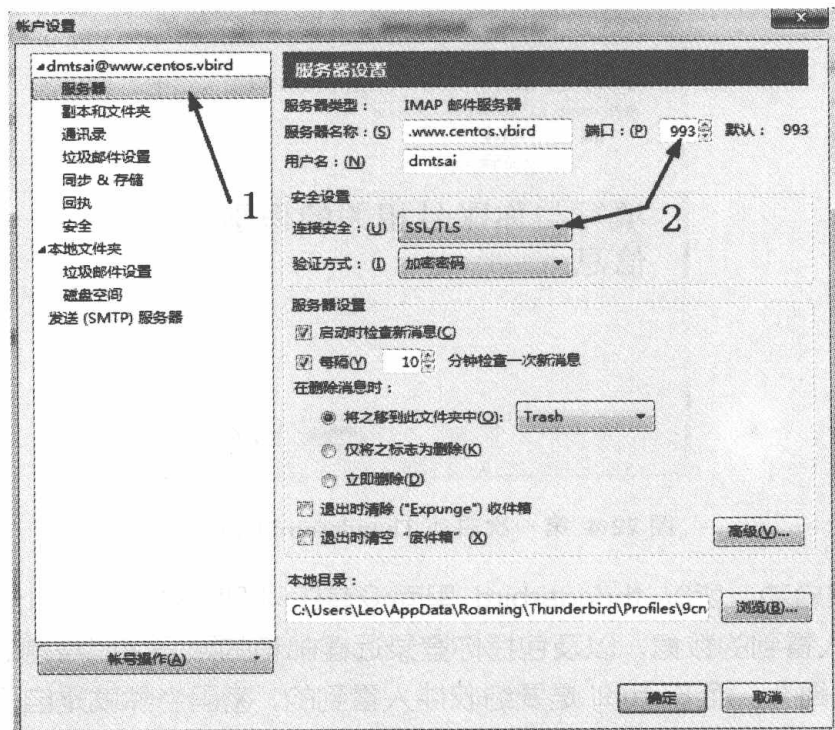 帐户设置
dmtsai@www.centos.vbird
服务器
副本和文件夹
通讯录
垃圾邮件设置
同步 & 存储
回执
安全
本地文件夹
垃圾邮件设置
磁盘空间
发送 (SMTP) 服务器
帐号操作(A)
1
服务器设置
服务器类型： IMAP 邮件服务器
服务器名称：(S) .www.centos.vbird 端口：(P) 993 默认： 993
用户名：(N) dmtsai
安全设置
连接安全：(U) SSL/TLS 2
验证方式：(I) 加密密码
服务器设置
启动时检查新消息(C)
每隔(Y) 10 分钟检查一次新消息
在删除消息时：
将之移到此文件夹中(O): Trash
仅将之标志为删除(K)
立即删除(D)
退出时清除 ("Expunge") 收件箱
退出时清空 "废件箱" (X)
高级(V)...
本地目录：
C:\Users\Leo\AppData\Roaming\Thunderbird\Profiles\9cn 浏览(B)...
确定 取消